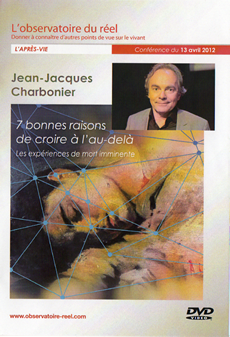 L'observatoire du réel
Donner à connaître d'autres points de vue sur le vivant
L'APRÈS-VIE
Conférence du 13 avril 2012
Jean-Jacques
Charbonier
7 bonnes raisons
de croire à l'au-delà
Les expériences de mort imminente
www.observatoire-reel.com
DVD
VIDEO